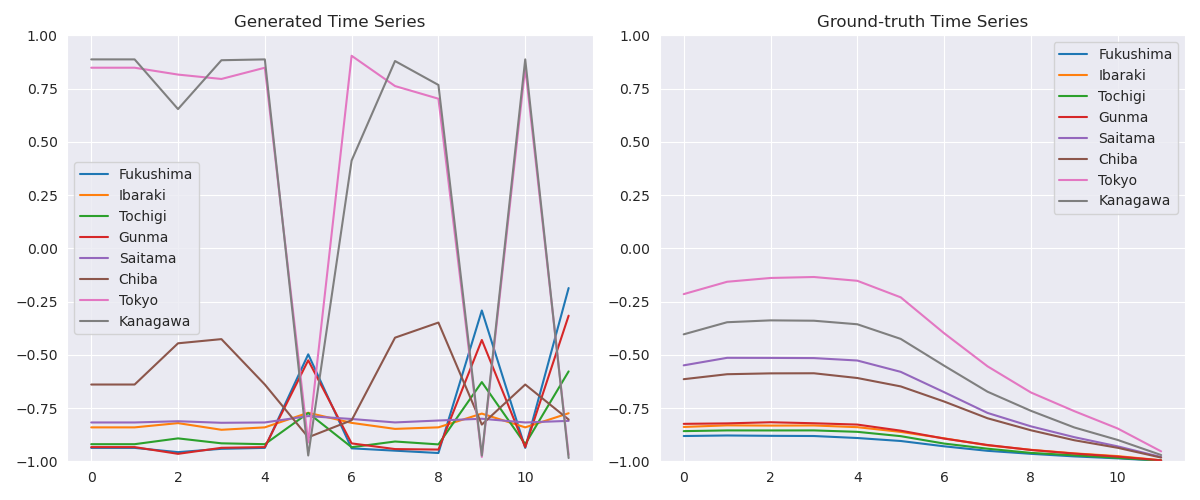 Generated Time Series
1.00
0.75
0.50
0.25
0.00
−0.25
−0.50
−0.75
−1.00
0 2 4 6 8 10
Fukushima
Ibaraki
Tochigi
Gunma
Saitama
Chiba
Tokyo
Kanagawa
Ground-truth Time Series
1.00
0.75
0.50
0.25
0.00
−0.25
−0.50
−0.75
−1.00
0 2 4 6 8 10
Fukushima
Ibaraki
Tochigi
Gunma
Saitama
Chiba
Tokyo
Kanagawa